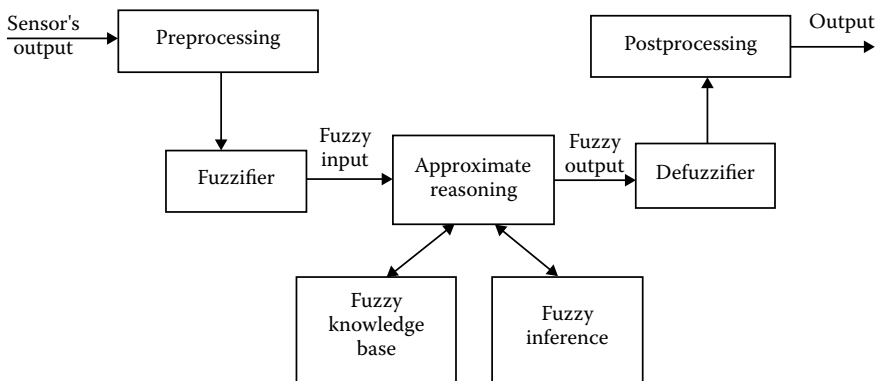 Sensor's
output
Preprocessing
Postprocessing
Output
Fuzzifier
Fuzzy
input
Approximate
reasoning
Fuzzy
output
Defuzzifier
Fuzzy
knowledge
base
Fuzzy
inference